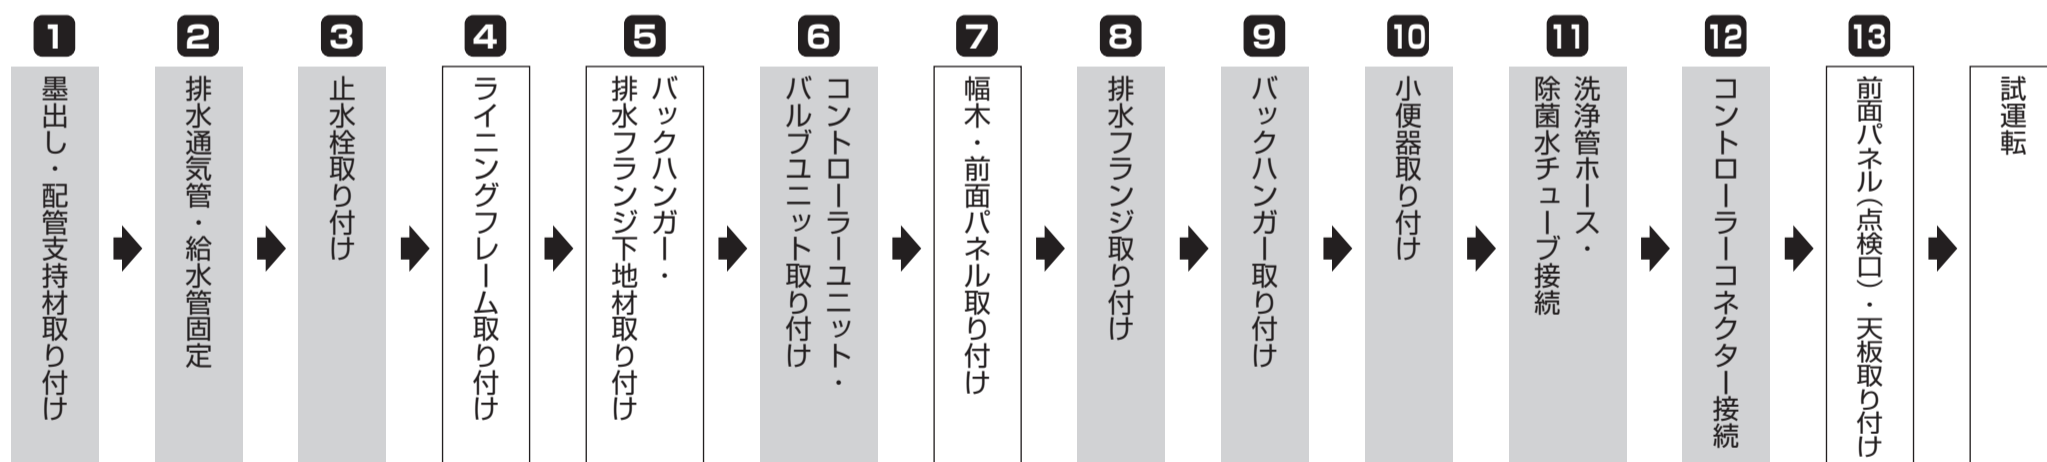 1
墨出し・配管支持材取り付け
2
排水通気管・給水管固定
3
止水栓取り付け
4
ライニングフレーム取り付け
5
バックハンガー・
排水フランジ下地材取り付け
6
コントローラーユニット・
バルブユニット取り付け
7
幅木・前面パネル取り付け
8
排水フランジ取り付け
9
バックハンガー取り付け
10
小便器取り付け
11
洗浄管ホース・
除菌水チューブ接続
12
コントローラーコネクター接続
13
前面パネル(点検口)・天板取り付け
試運転